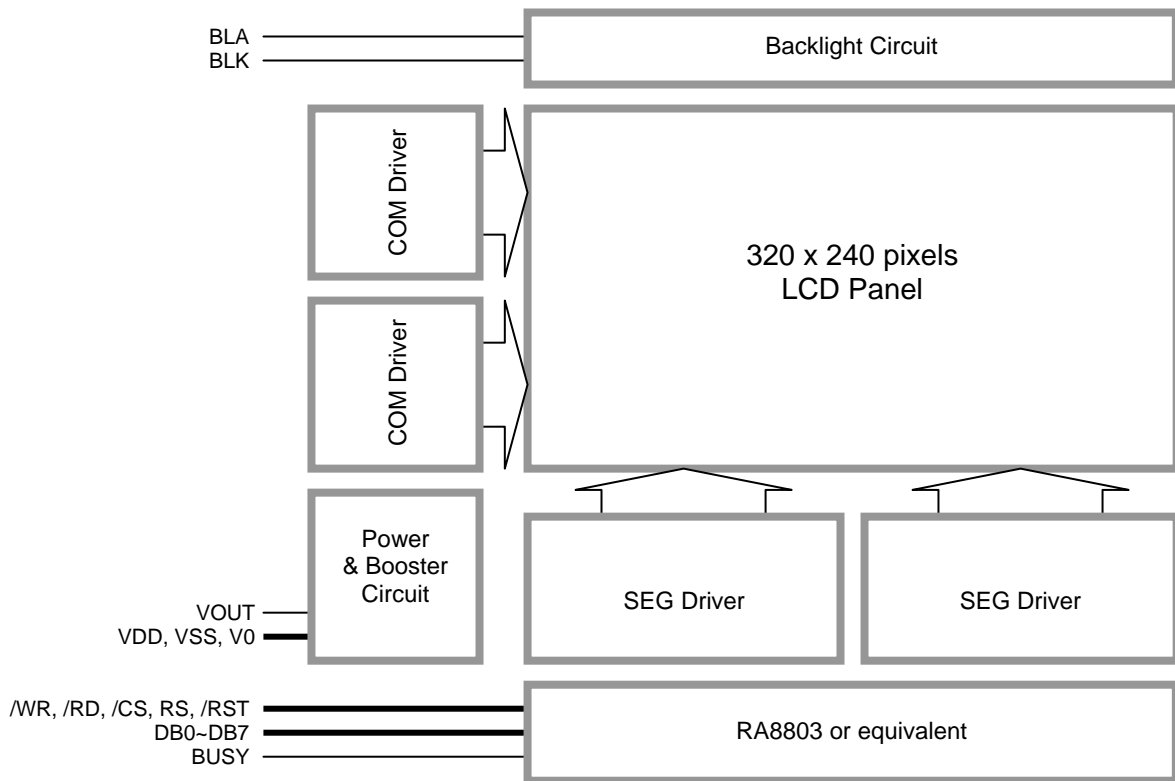 BLA
BLK
Backlight Circuit
COM Driver
320 x 240 pixels
LCD Panel
COM Driver
Power
& Booster
Circuit
SEG Driver
SEG Driver
VOUT
VDD, VSS, V0
/WR, /RD, /CS, RS, /RST
DB0~DB7
BUSY
RA8803 or equivalent